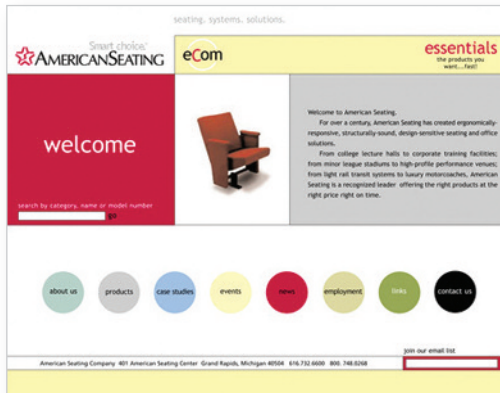 seating. systems. solutions.
Smart choice.
AMERICAN SEATING
eCom
essentials
the products you
want...Fast!
welcome
search by category, name or model number
go
Welcome to American Seating.
For over a century, American Seating has created ergonomically-
responsive, structurally-sound, design-sensitive seating and office
solutions.
From college lecture halls to corporate training facilities;
from minor league stadiums to high-profile performance venues;
from light rail transit systems to luxury motorcoaches, American
Seating is a recognized leader offering the right products at the
right price right on time.
about us
products
case studies
events
news
employment
links
contact us
join our email list
American Seating Company 401 American Seating Center Grand Rapids, Michigan 40504 616.732.6600 800.748.0268